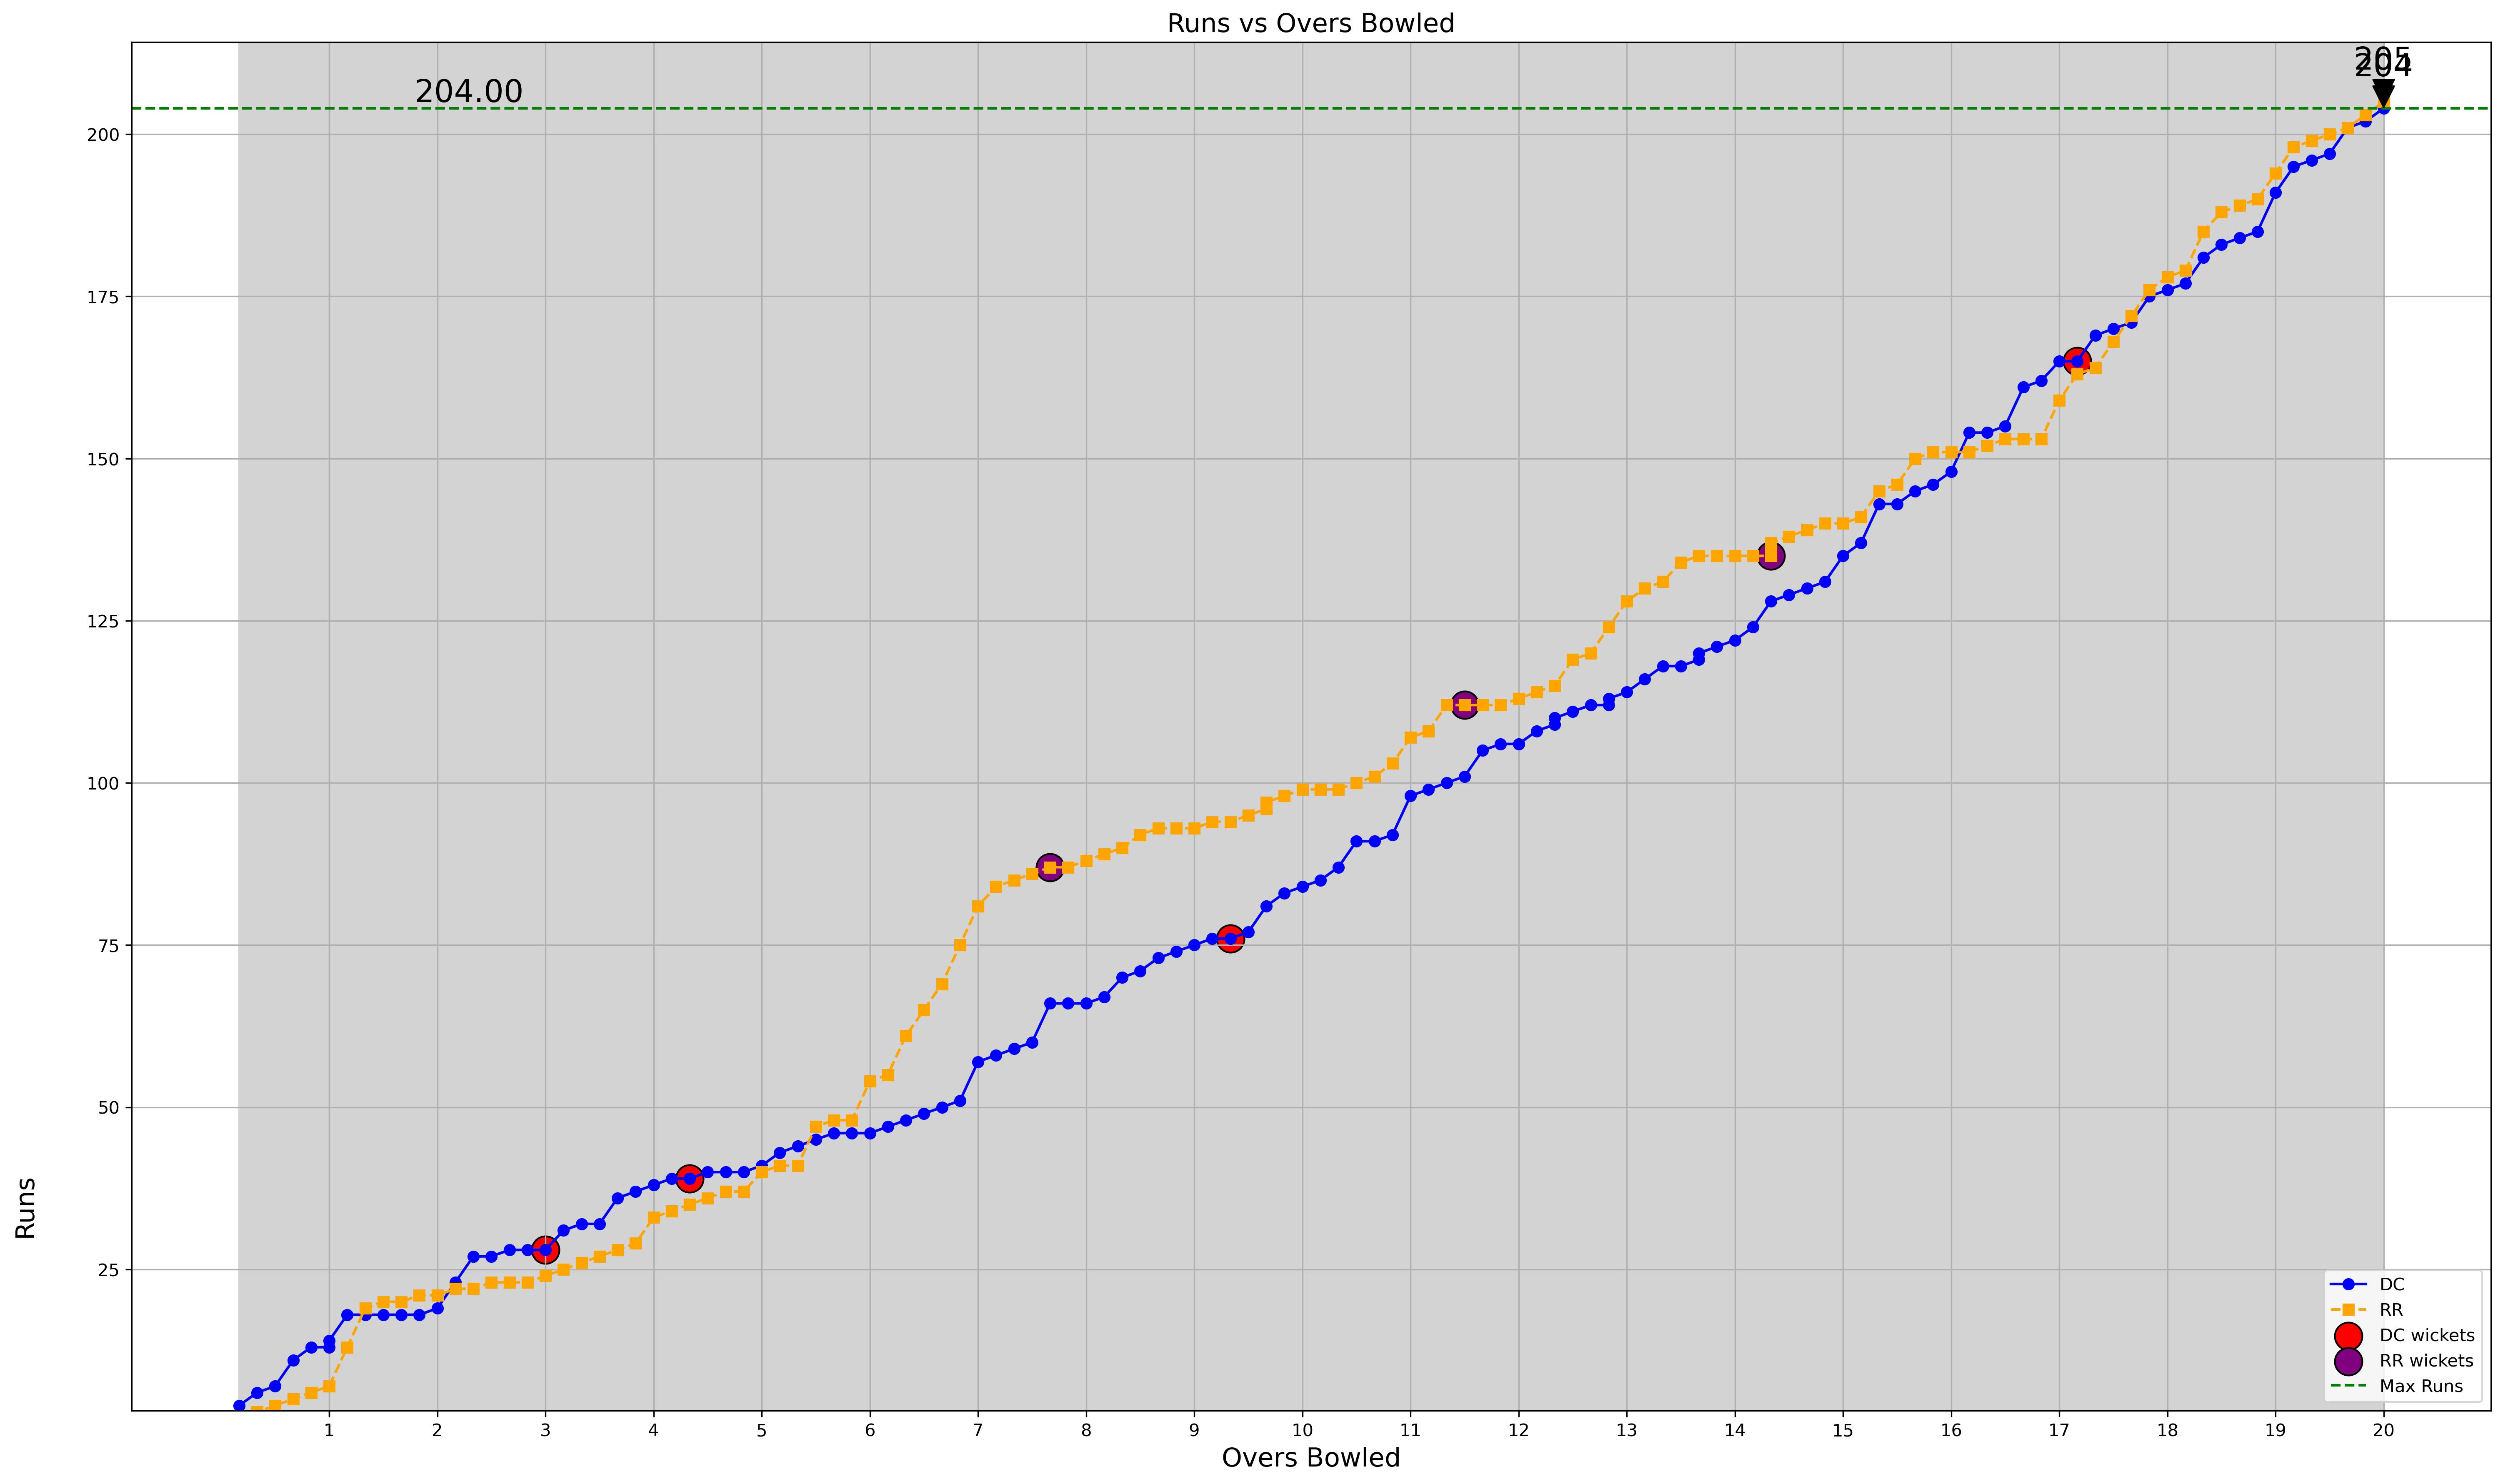 Runs vs Overs Bowled
205
204
204.00
200
175
150
125
100
75
50
25
Runs
DC
RR
DC wickets
RR wickets
Max Runs
1 2 3 4 5 6 7 8 9 10 11 12 13 14 15 16 17 18 19 20
Overs Bowled